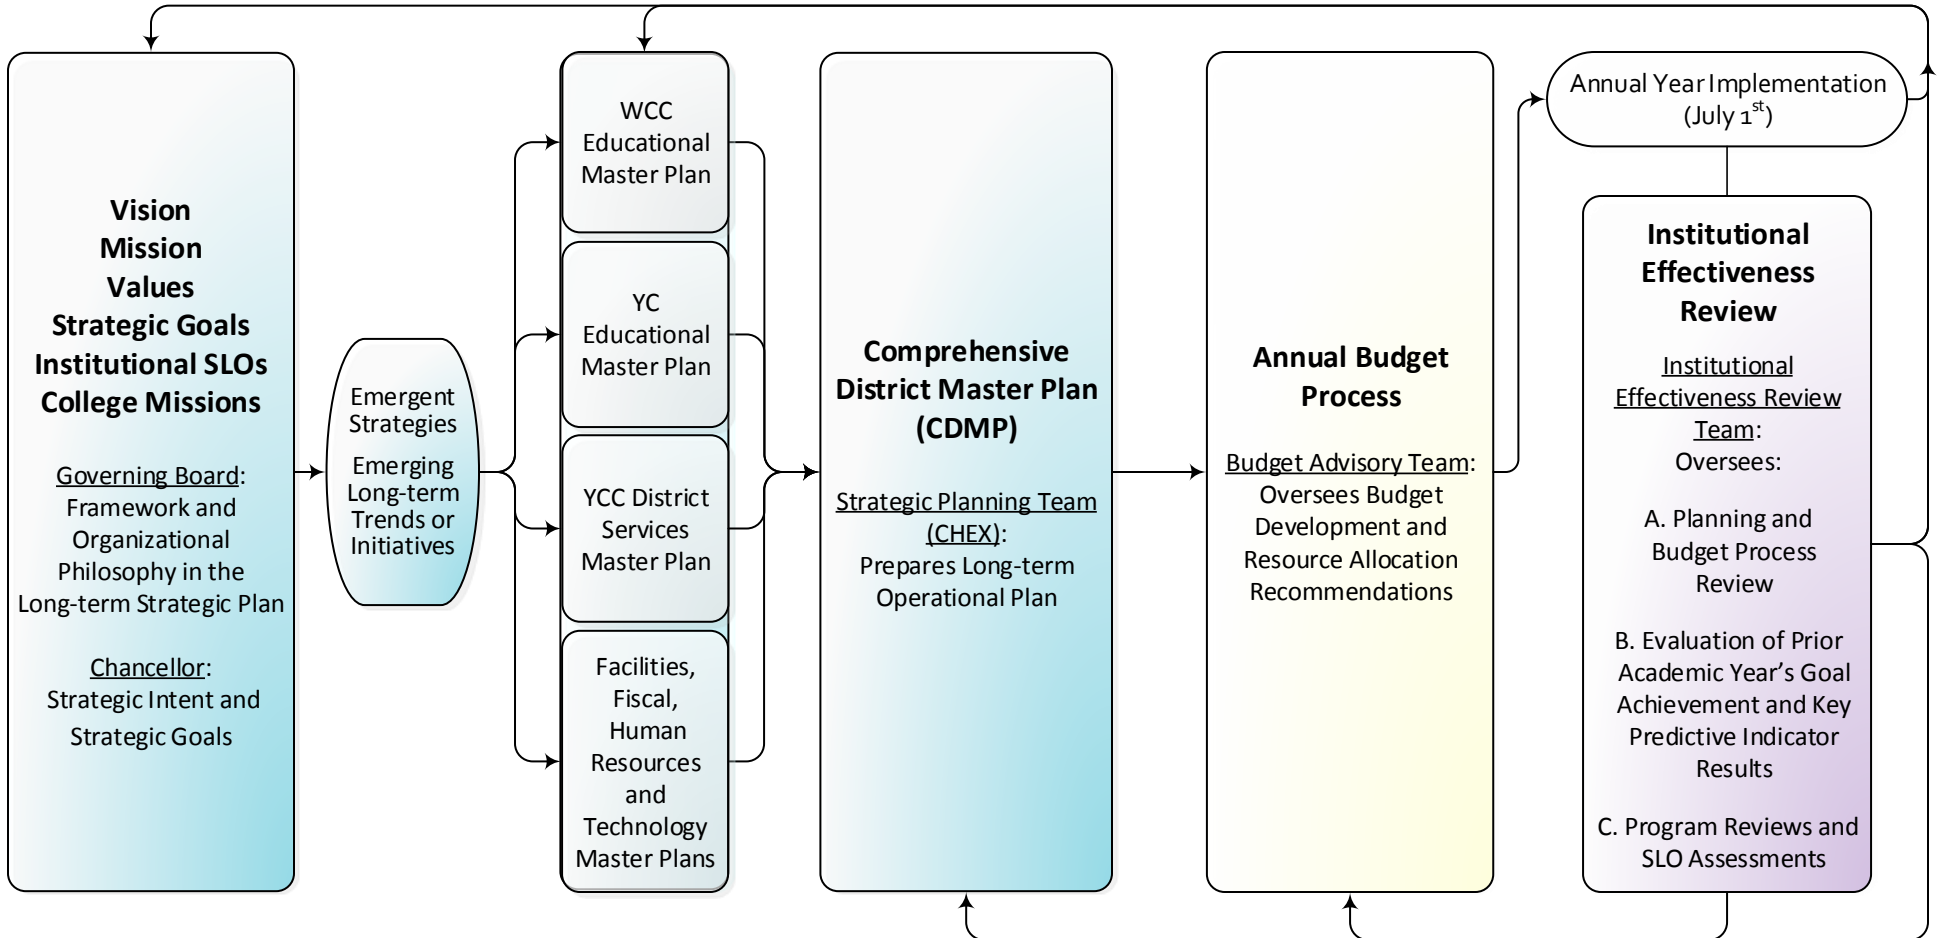 Vision
Mission
Values
Strategic Goals
Institutional SLOs
College Missions
Governing Board:
Framework and
Organizational
Philosophy in the
Long-term Strategic Plan
Chancellor:
Strategic Intent and
Strategic Goals
Emergent
Strategies
Emerging
Long-term
Trends or
Initiatives
WCC
Educational
Master Plan
YC
Educational
Master Plan
YCC District
Services
Master Plan
Facilities,
Fiscal,
Human
Resources
and
Technology
Master Plans
Comprehensive
District Master Plan
(CDMP)
Strategic Planning Team
(CHEX):
Prepares Long-term
Operational Plan
Annual Budget
Process
Budget Advisory Team:
Oversees Budget
Development and
Resource Allocation
Recommendations
Annual Year Implementation
(July 1st)
Institutional
Effectiveness
Review
Institutional
Effectiveness Review
Team:
Oversees:
A. Planning and
Budget Process
Review
B. Evaluation of Prior
Academic Year’s Goal
Achievement and Key
Predictive Indicator
Results
C. Program Reviews and
SLO Assessments